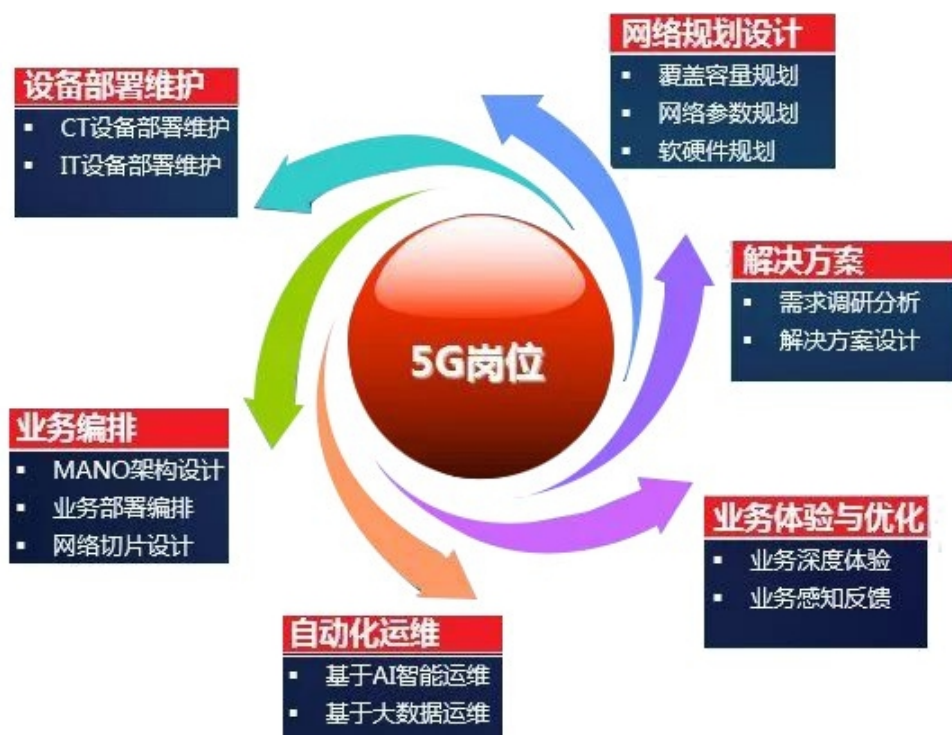 网络规划设计
▪ 覆盖容量规划
▪ 网络参数规划
▪ 软硬件规划
设备部署维护
▪ CT设备部署维护
▪ IT设备部署维护
解决方案
▪ 需求调研分析
▪ 解决方案设计
5G岗位
业务编排
▪ MANO架构设计
▪ 业务部署编排
▪ 网络切片设计
业务体验与优化
▪ 业务深度体验
▪ 业务感知反馈
自动化运维
▪ 基于AI智能运维
▪ 基于大数据运维